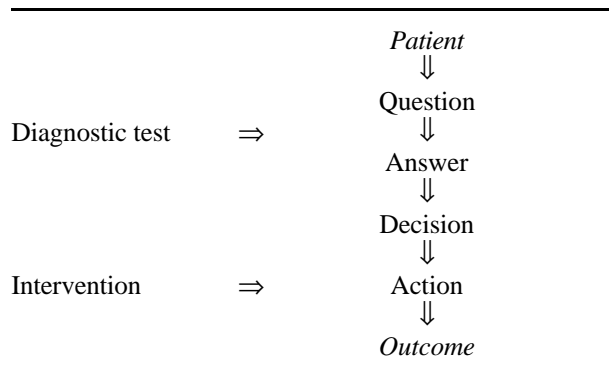 Patient
⇓
Question
Diagnostic test ⇒ ⇓
Answer
⇓
Decision
⇓
Intervention ⇒ Action
⇓
Outcome